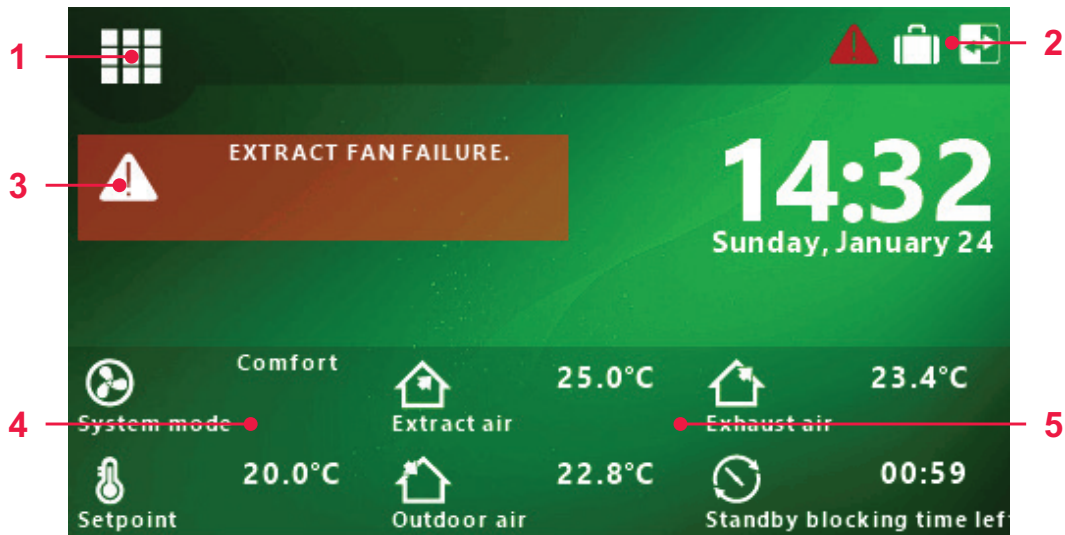 1
2
EXTRACT FAN FAILURE.
3
14:32
Sunday, January 24
Comfort
25.0°C
23.4°C
4
System mode
Extract air
Exhaust air
5
20.0°C
22.8°C
00:59
Setpoint
Outdoor air
Standby blocking time lef